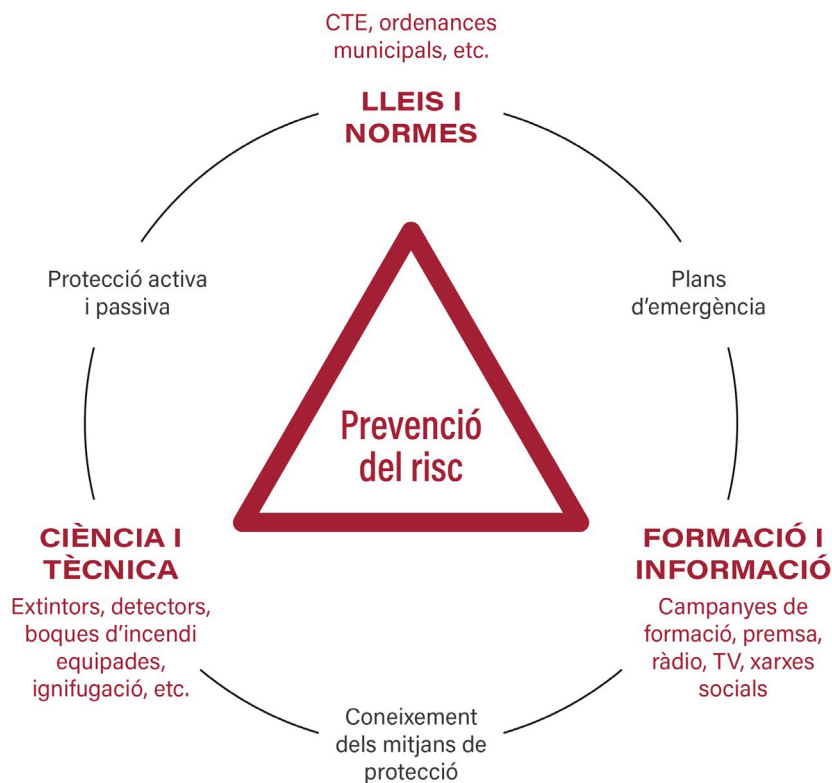 CTE, ordenances
municipals, etc.
LLEIS I
NORMES
Protecció activa
i passiva
Plans
d'emergència
Prevenció
del risc
CIÈNCIA I
TÈCNICA
Extintors, detectors,
boques d'incendi
equipades,
ignifugació, etc.
FORMACIÓ I
INFORMACIÓ
Campanyes de
formació, premsa,
ràdio, TV, xarxes
socials
Coneixement
dels mitjans de
protecció